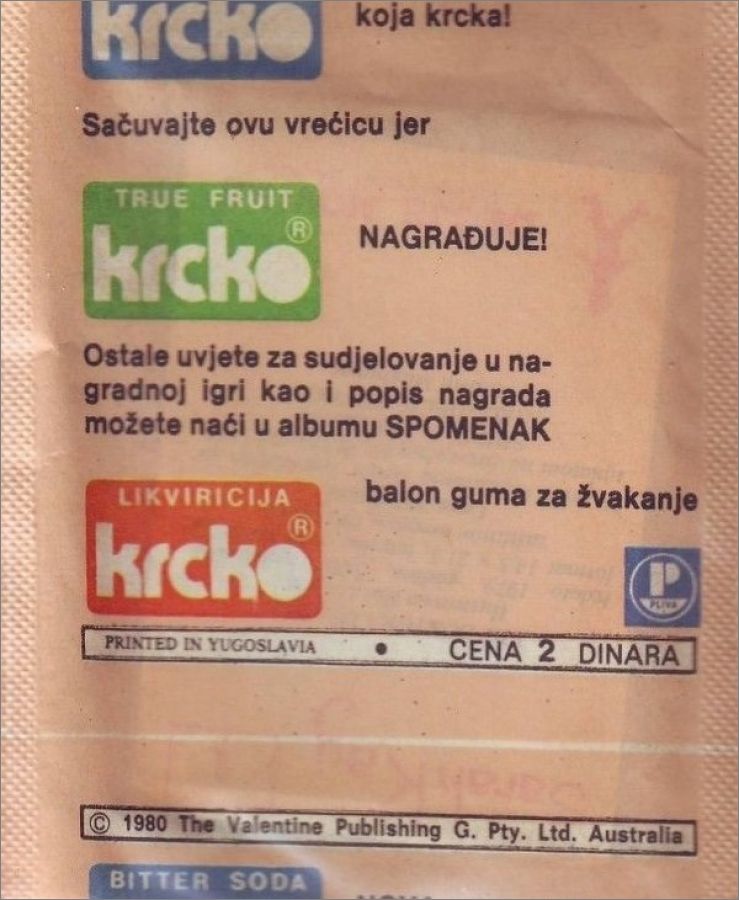 krcko
koja krcka!
Sačuvajte ovu vrećicu jer
TRUE FRUIT
krcko ®
NAGRAĐUJE!
Ostale uvjete za sudjelovanje u na-
gradnoj igri kao i popis nagrada
možete naći u albumu SPOMENAK
LIKVIRICIJA
krcko ®
balon guma za žvakanje
P
PLIVA
PRINTED IN YUGOSLAVIA • CENA 2 DINARA
© 1980 The Valentine Publishing G. Pty. Ltd. Australia
BITTER SODA